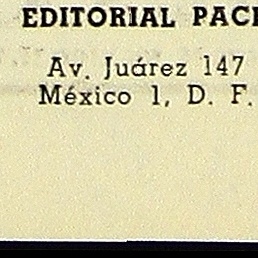 EDITORIAL PAC
Av. Juárez 147
México 1, D. F.